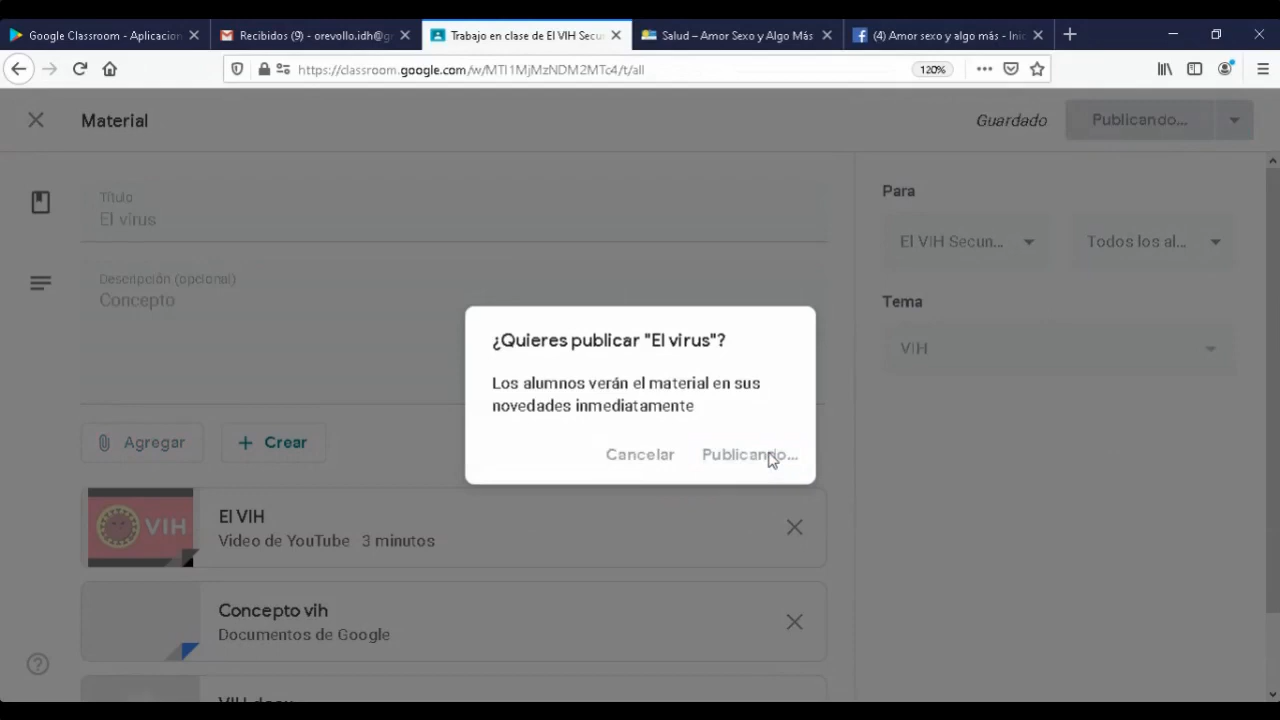 Google Classroom - Aplicacion
Recibidos (9) - orevollo.idh@g
Trabajo en clase de El VIH Secu
Salud – Amor Sexo y Algo Más
(4) Amor sexo y algo más - Ini
https://classroom.google.com/w/MTI1MjMzNDM2MTc4/t/all
120%
Material
Guardado
Publicando...
Título
El virus
Descripción (opcional)
Concepto
Para
El VIH Secun...
Todos los al...
Tema
VIH
¿Quieres publicar "El virus"?
Los alumnos verán el material en sus
novedades inmediatamente
Cancelar
Publicando...
Agregar
Crear
VIH
El VIH
Video de YouTube 3 minutos
Concepto vih
Documentos de Google